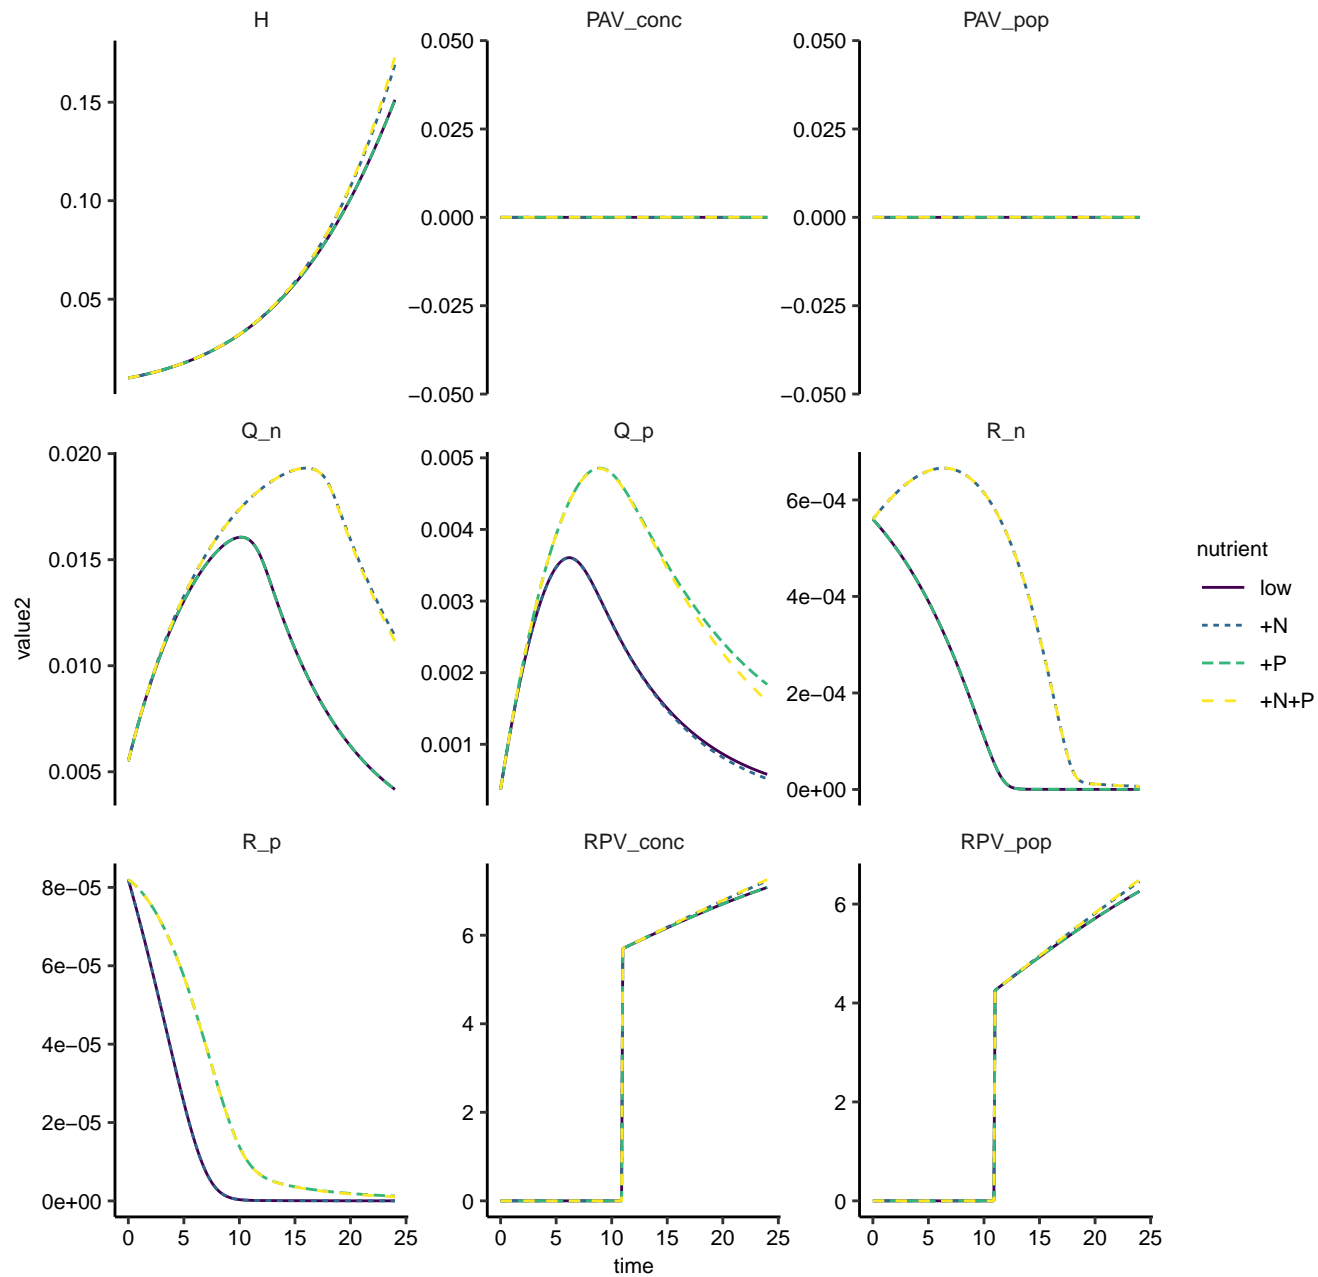 H
PAV_conc
PAV_pop
0.15
0.10
0.05
0.050
0.025
0.000
−0.025
−0.050
0.050
0.025
0.000
−0.025
−0.050
Q_n
Q_p
R_n
0.020
0.015
0.010
0.005
0.005
0.004
0.003
0.002
0.001
6e−04
4e−04
2e−04
0e+00
R_p
RPV_conc
RPV_pop
8e−05
6e−05
4e−05
2e−05
0e+00
6
4
2
0
6
4
2
0
0 5 10 15 20 25
0 5 10 15 20 25
0 5 10 15 20 25
time
value2
nutrient
low
+N
+P
+N+P